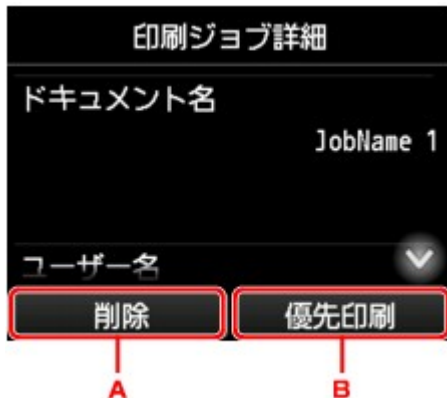 印刷ジョブ詳細
ドキュメント名
JobName 1
ユーザー名
削除 優先印刷
A B